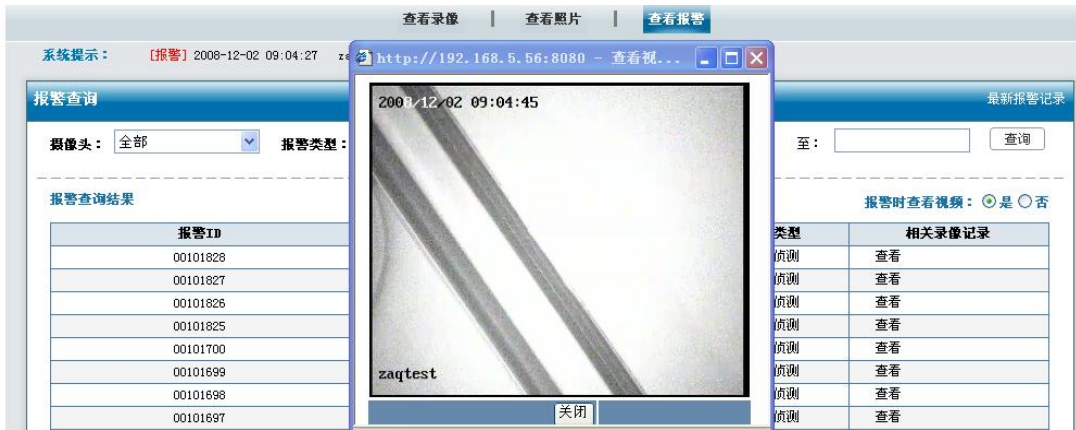 查看录像 | 查看照片 | 查看报警
系统提示： [报警] 2008-12-02 09:04:27
http://192.168.5.56:8080 - 查看视...
报警查询 最新报警记录
2008/12/02 09:04:45
摄像头： 全部 报警类型： 至： 查询
报警查询结果 报警时查看视频： 是 否
报警ID 类型 相关录像记录
00101828 侦测 查看
00101827 侦测 查看
00101826 侦测 查看
00101825 侦测 查看
00101700 侦测 查看
00101699 侦测 查看
zaqtest
00101698 侦测 查看
00101697 侦测 查看
关闭